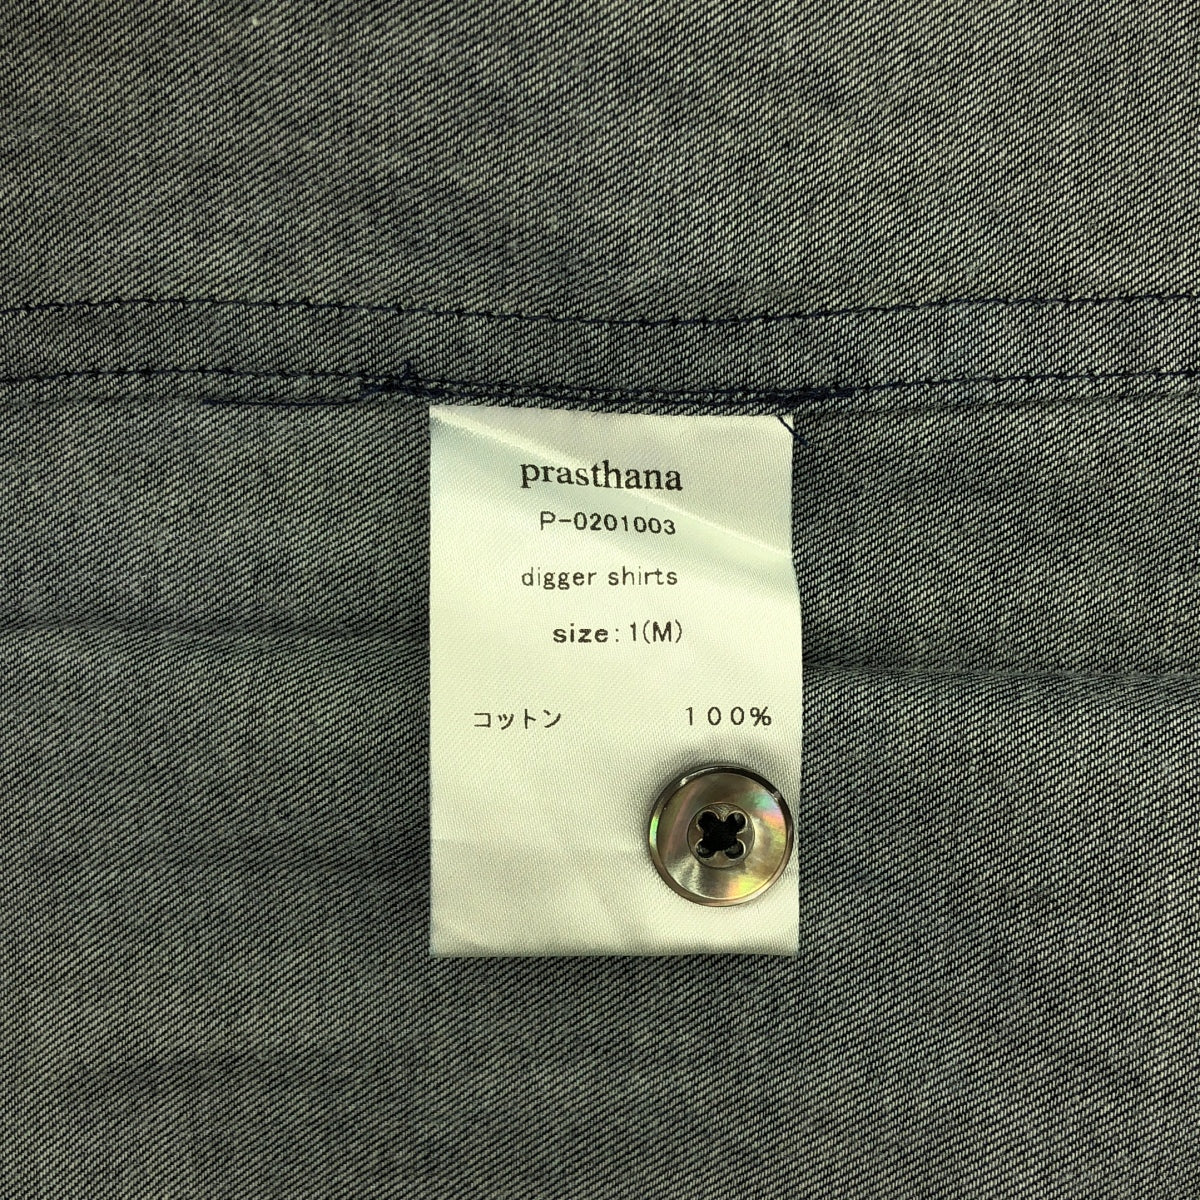 prasthana
P-0201003
digger shirts
size:1(M)
コットン １００％